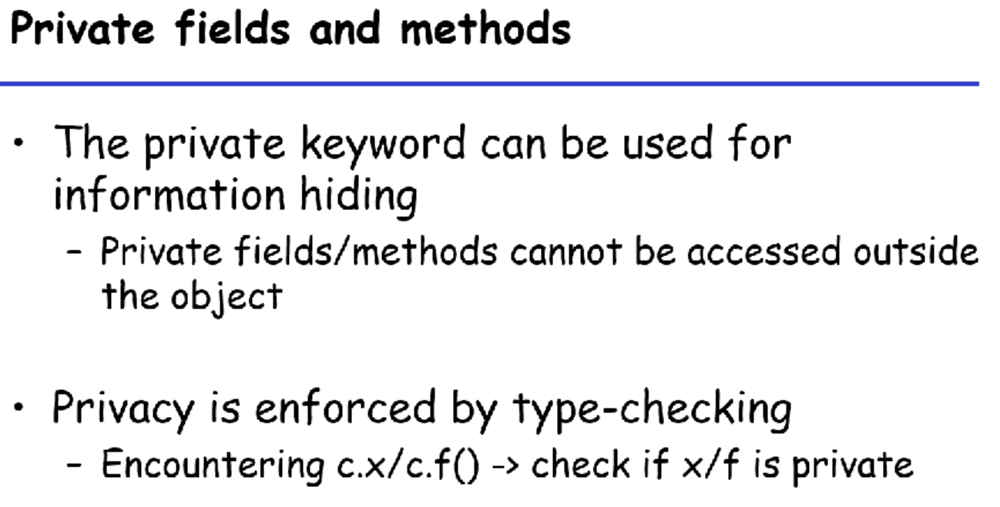 Private fields and methods
• The private keyword can be used for
information hiding
– Private fields/methods cannot be accessed outside
the object
• Privacy is enforced by type-checking
– Encountering c.x/c.f() -> check if x/f is private